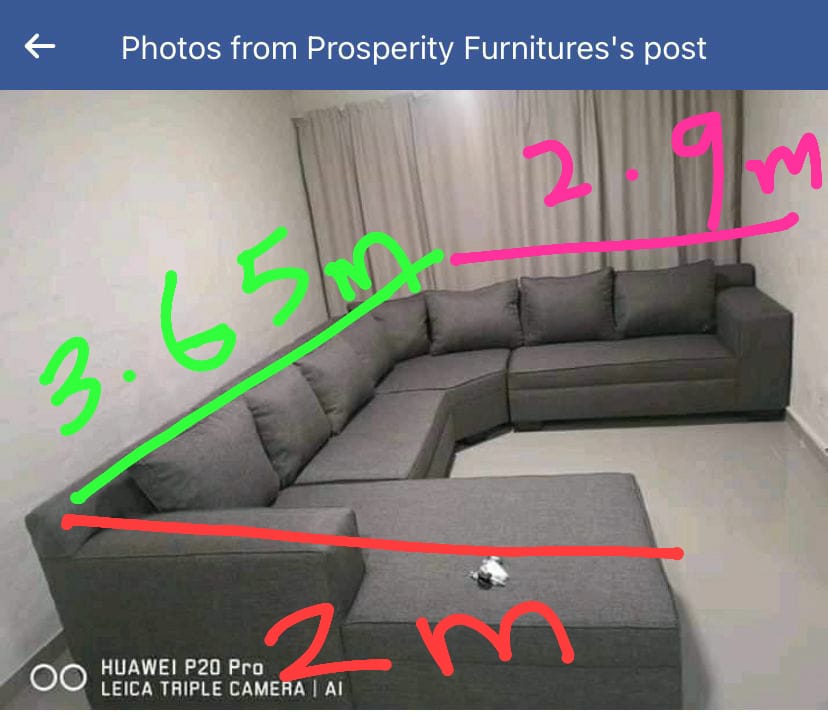 Photos from Prosperity Furnitures's post
2.9m
3.65m
2m
HUAWEI P20 Pro
LEICA TRIPLE CAMERA | AI